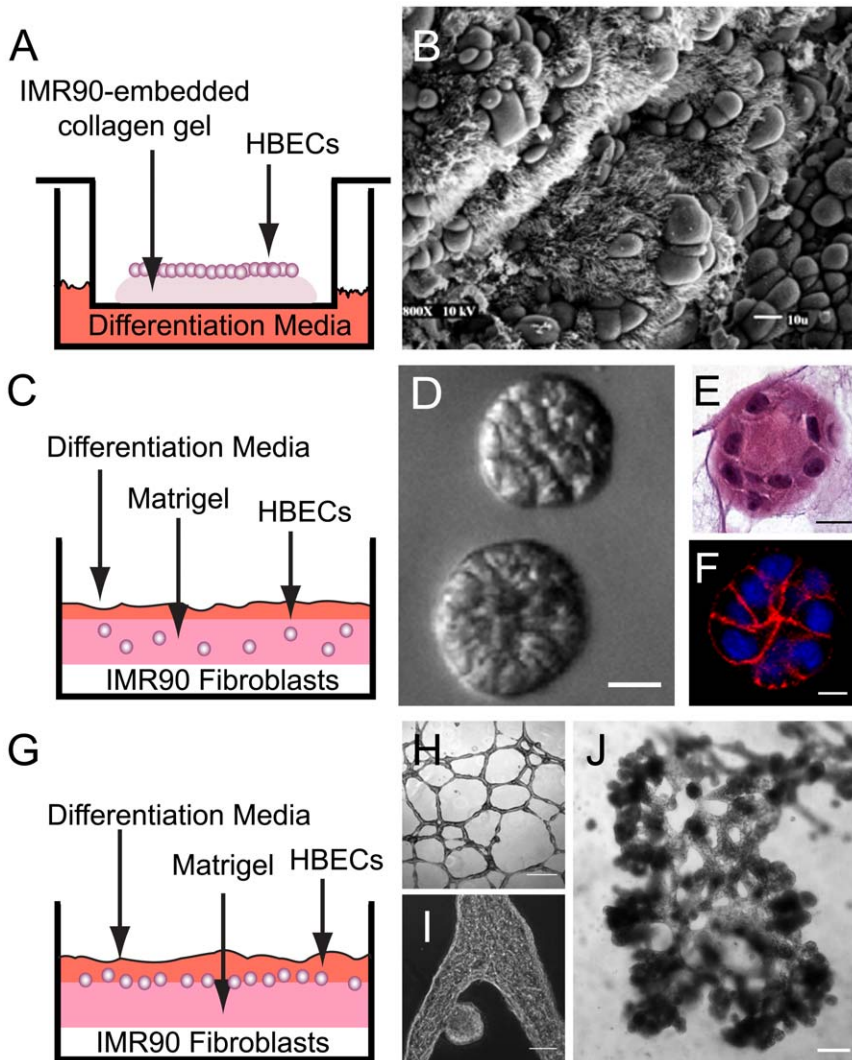 A
IMR90-embedded
collagen gel
HBECs
Differentiation Media
B
800X 10 kV
10u
C
Differentiation Media
Matrigel
HBECs
IMR90 Fibroblasts
D
E
F
G
Differentiation Media
Matrigel
HBECs
IMR90 Fibroblasts
H
I
J